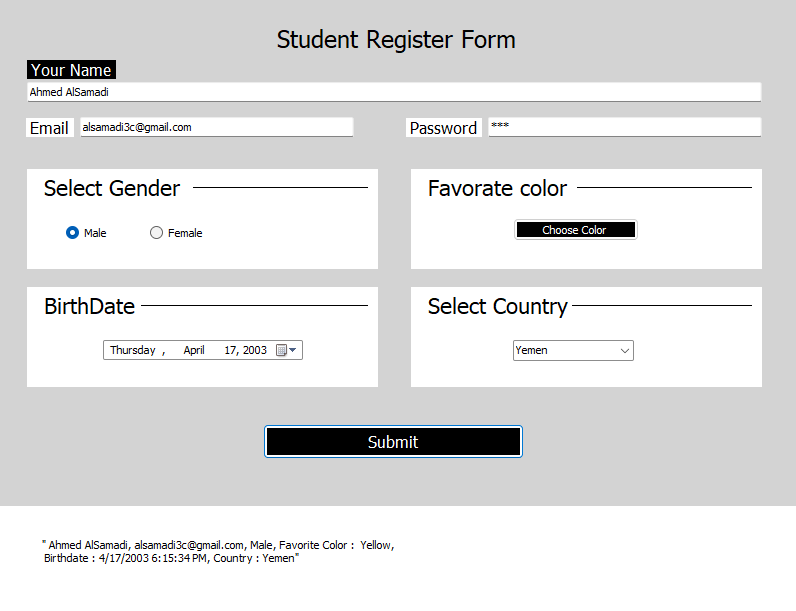 Student Register Form
Your Name
Ahmed AlSamadi
Email alsamadi3c@gmail.com Password ***
Select Gender Favorate color
Male Female Choose Color
BirthDate Select Country
Thursday , April 17, 2003 Yemen
Submit
" Ahmed AlSamadi, alsamadi3c@gmail.com, Male, Favorite Color : Yellow,
Birthdate : 4/17/2003 6:15:34 PM, Country : Yemen"